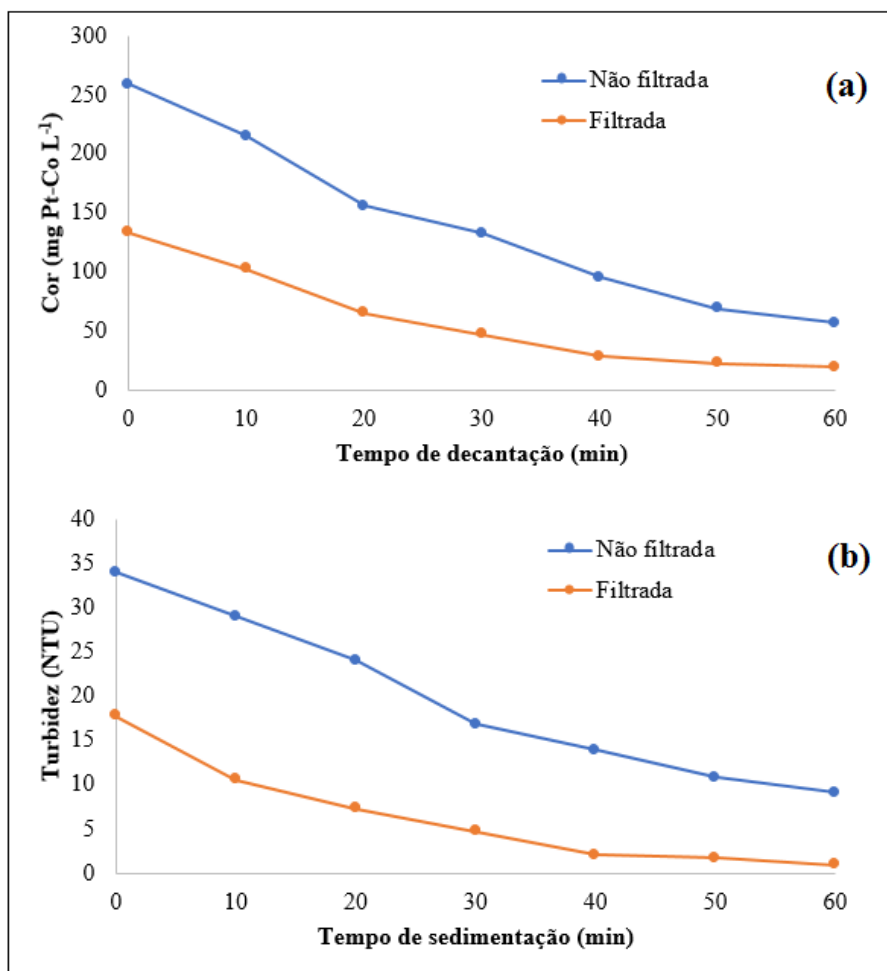 300
250
200
150
100
50
0
Cor (mg Pt-Co L⁻¹)
Não filtrada
Filtrada
(a)
0 10 20 30 40 50 60
Tempo de decantação (min)
40
35
30
25
20
15
10
5
0
Turbidez (NTU)
Não filtrada
Filtrada
(b)
0 10 20 30 40 50 60
Tempo de sedimentação (min)